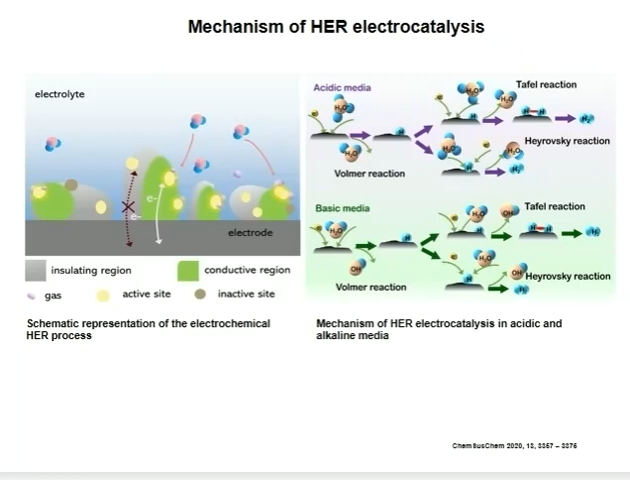 Mechanism of HER electrocatalysis
electrolyte
e-
e-
electrode
insulating region
conductive region
gas
active site
inactive site
Schematic representation of the electrochemical
HER process
Acidic media
Tafel reaction
Heyrovsky reaction
Volmer reaction
Basic media
Tafel reaction
Heyrovsky reaction
Volmer reaction
Mechanism of HER electrocatalysis in acidic and
alkaline media
ChemSusChem 2020, 13, 3357 – 3375